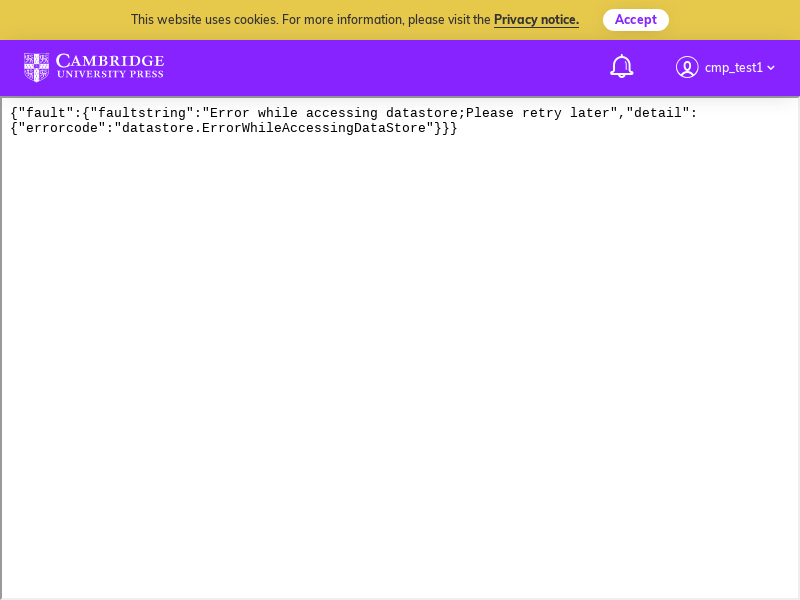 This website uses cookies. For more information, please visit the Privacy notice. Accept
CAMBRIDGE
UNIVERSITY PRESS
cmp_test1
{"fault":{"faultstring":"Error while accessing datastore;Please retry later","detail":
{"errorcode":"datastore.ErrorWhileAccessingDataStore"}}}